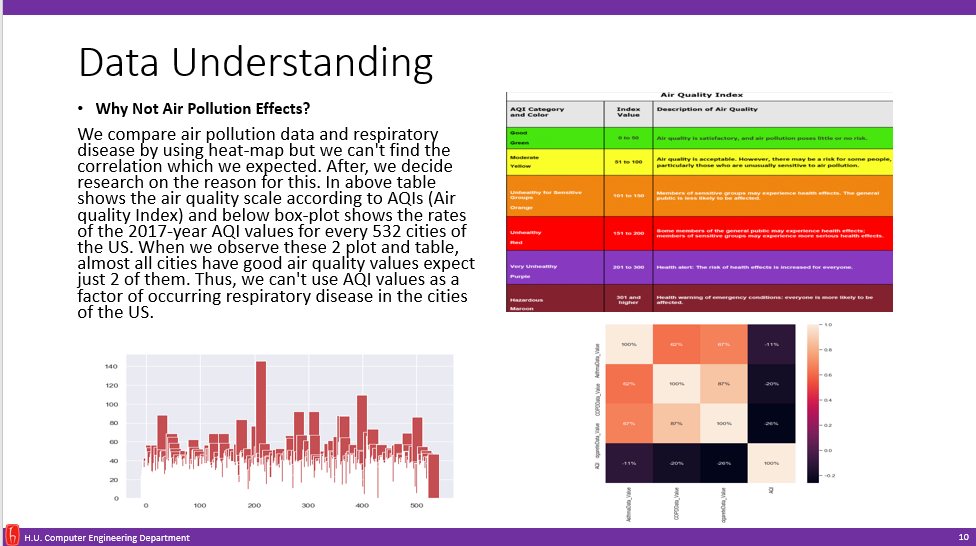 Data Understanding
• Why Not Air Pollution Effects?
We compare air pollution data and respiratory
disease by using heat-map but we can't find the
correlation which we expected. After, we decide
research on the reason for this. In above table
shows the air quality scale according to AQIs (Air
quality Index) and below box-plot shows the rates
of the 2017-year AQI values for every 532 cities of
the US. When we observe these 2 plot and table,
almost all cities have good air quality values expect
just 2 of them. Thus, we can't use AQI values as a
factor of occurring respiratory disease in the cities
of the US.
Air Quality Index
AQI Category
and Color
Index
Value
Description of Air Quality
Good
Green
0 to 50
Air quality is satisfactory, and air pollution poses little or no risk.
Moderate
Yellow
51 to 100
Air quality is acceptable. However, there may be a risk for some people,
particularly those who are unusually sensitive to air pollution.
Unhealthy for Sensitive
Groups
Orange
101 to 150
Members of sensitive groups may experience health effects. The general
public is less likely to be affected.
Unhealthy
Red
151 to 200
Some members of the general public may experience health effects;
members of sensitive groups may experience more serious health effects.
Very Unhealthy
Purple
201 to 300
Health alert: The risk of health effects is increased for everyone.
Hazardous
Maroon
301 and
higher
Health warning of emergency conditions: everyone is more likely to be
affected.
140
120
100
80
60
40
20
0
0 100 200 300 400 500
AsthmaData_Value
COPDData_Value
cigaretteData_Value
AQI
100% 62% 67% -11%
62% 100% 87% -20%
67% 87% 100% -26%
-11% -20% -26% 100%
AsthmaData_Value
COPDData_Value
cigaretteData_Value
AQI
1.0
0.8
0.6
0.4
0.2
0.0
-0.2
H.U. Computer Engineering Department
10